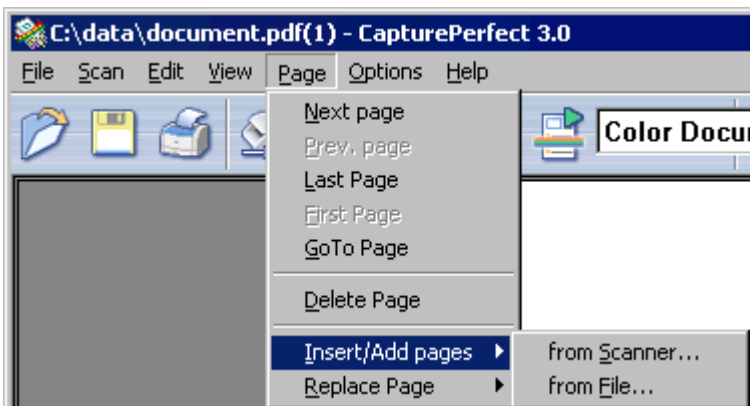 C:\data\document.pdf(1) - CapturePerfect 3.0
File Scan Edit View Page Options Help
Color Docu
Next page
Prev. page
Last Page
First Page
GoTo Page
Delete Page
Insert/Add pages
Replace Page
from Scanner...
from File...